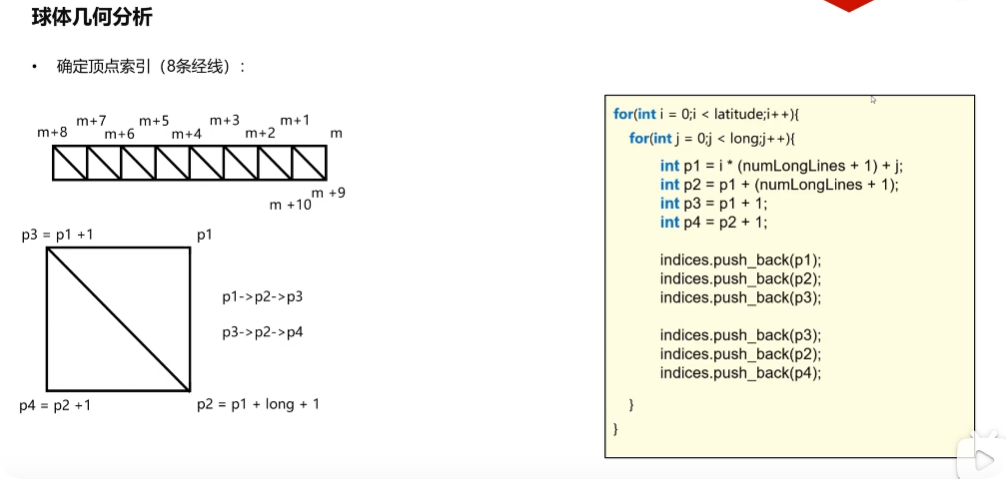 球体几何分析
• 确定顶点索引（8条经线）:
m+8 m+7 m+6 m+5 m+4 m+3 m+2 m+1 m
m +10 m +9
p3 = p1 +1 p1
p1->p2->p3
p3->p2->p4
p4 = p2 +1 p2 = p1 + long + 1
for(int i = 0;i < latitude;i++){
for(int j = 0;j < long;j++){
int p1 = i * (numLongLines + 1) + j;
int p2 = p1 + (numLongLines + 1);
int p3 = p1 + 1;
int p4 = p2 + 1;
indices.push_back(p1);
indices.push_back(p2);
indices.push_back(p3);
indices.push_back(p3);
indices.push_back(p2);
indices.push_back(p4);
}
}